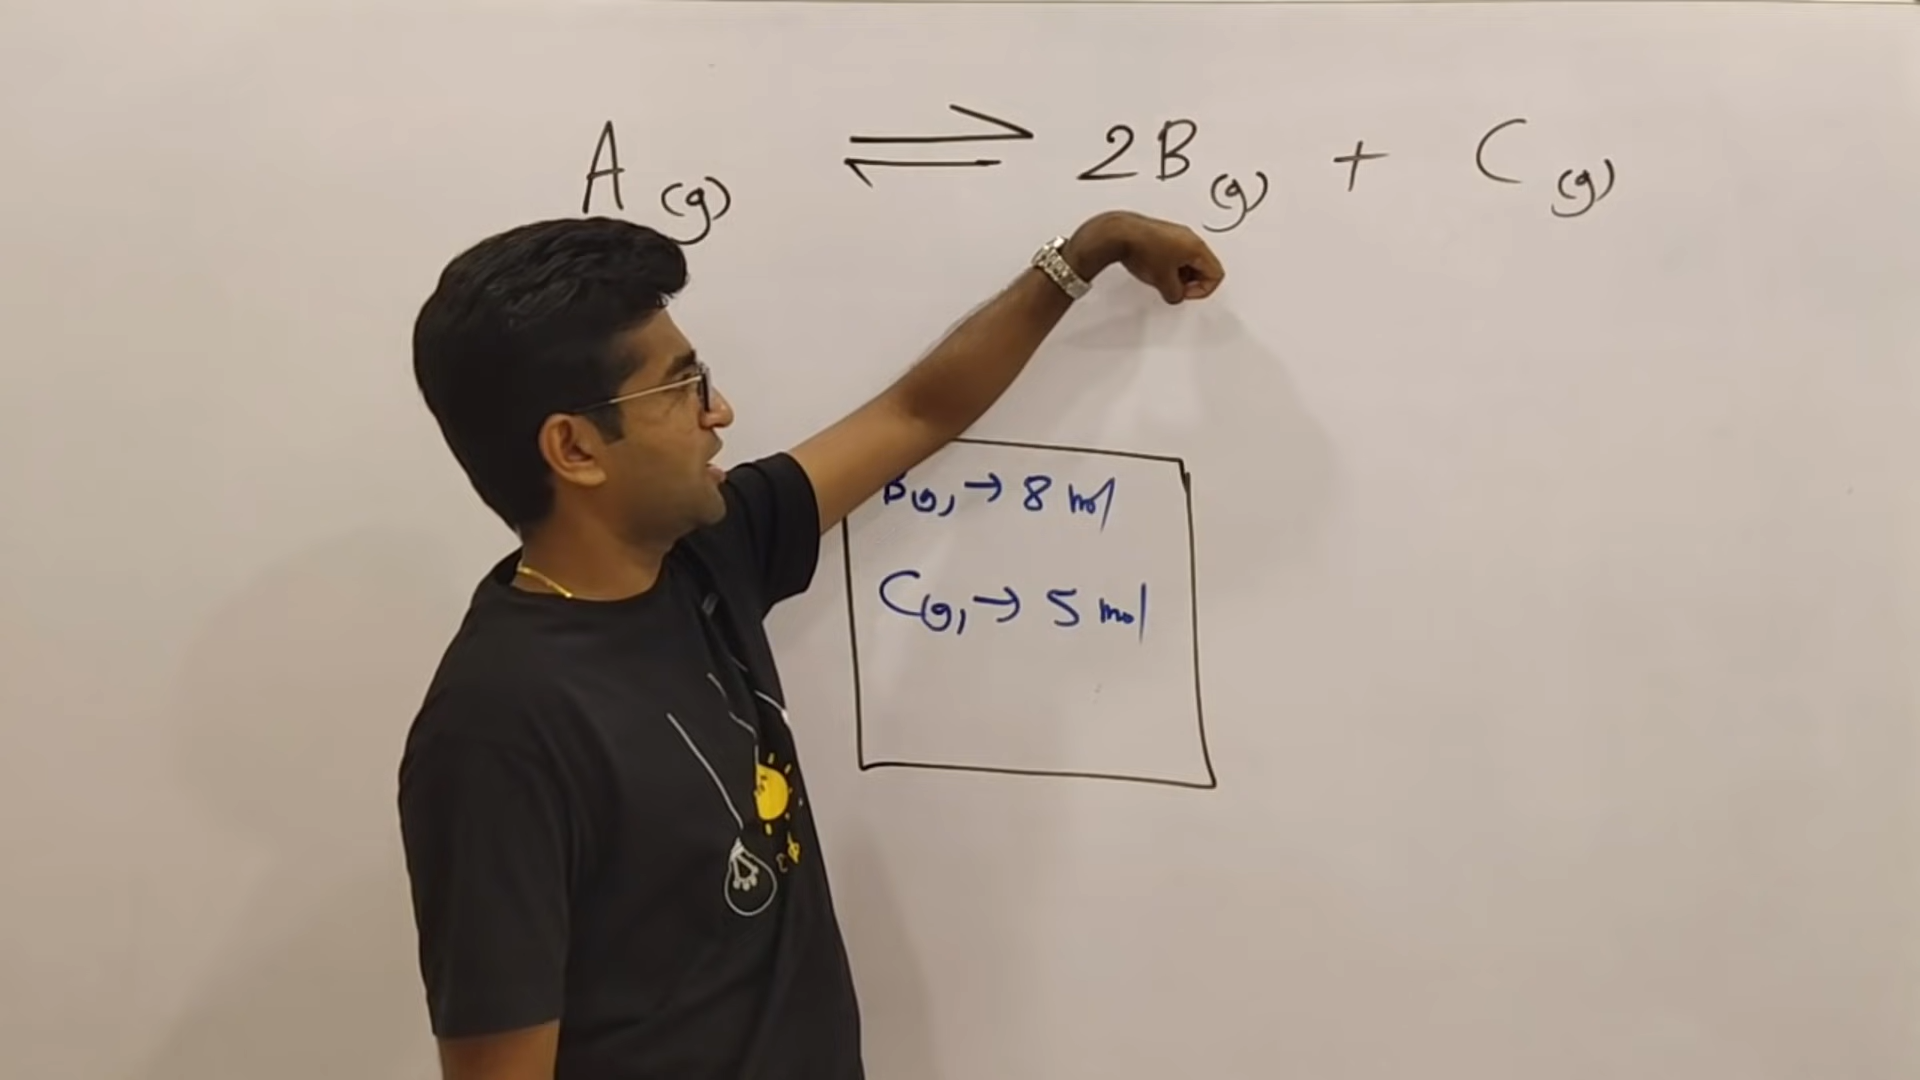 A (g) ⇌ 2B (g) + C (g)
B(g) → 8 mol
C(g) → 5 mol